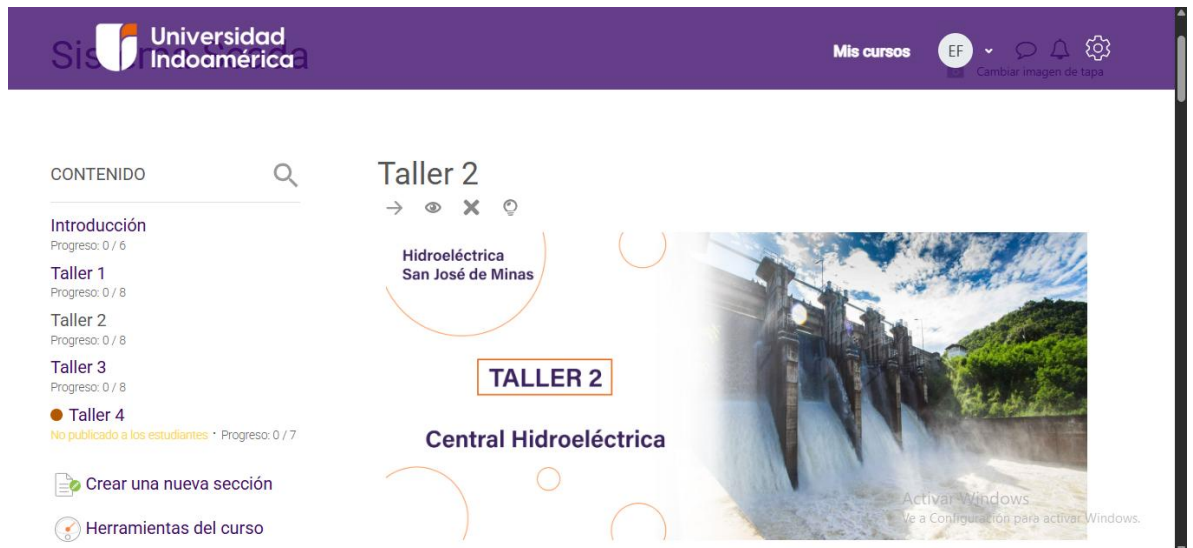 Sistema Scada
Universidad
Indoamérica
Mis cursos
EF
Cambiar imagen de tapa
CONTENIDO
Introducción
Progreso: 0 / 6
Taller 1
Progreso: 0 / 8
Taller 2
Progreso: 0 / 8
Taller 3
Progreso: 0 / 8
Taller 4
No publicado a los estudiantes · Progreso: 0 / 7
Crear una nueva sección
Herramientas del curso
Taller 2
Hidroeléctrica
San José de Minas
TALLER 2
Central Hidroeléctrica
Activar Windows
Ve a Configuración para activar Windows.